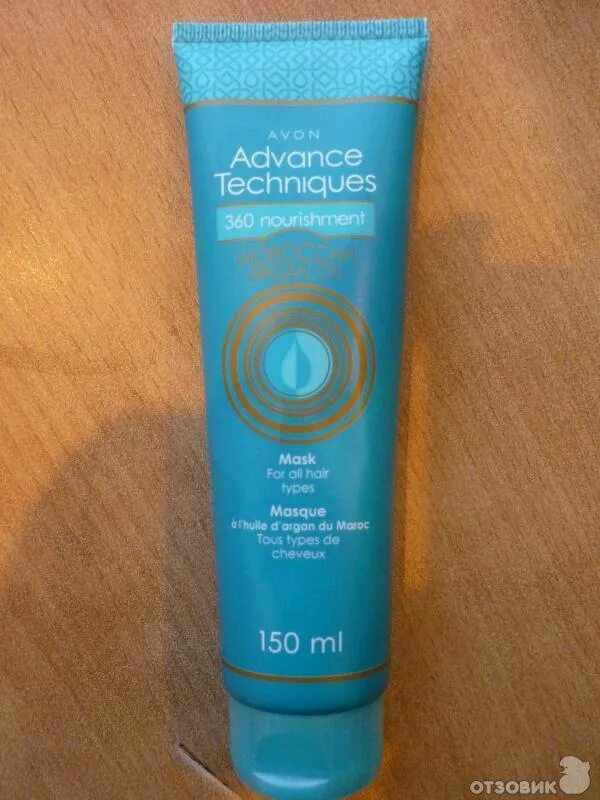 AVON
Advance
Techniques
360 nourishment
MOROCCAN
ARGAN OIL
Mask
For all hair
types
Masque
à l'huile d'argan du Maroc
Tous types de
cheveux
150 ml
ОТЗОВИК